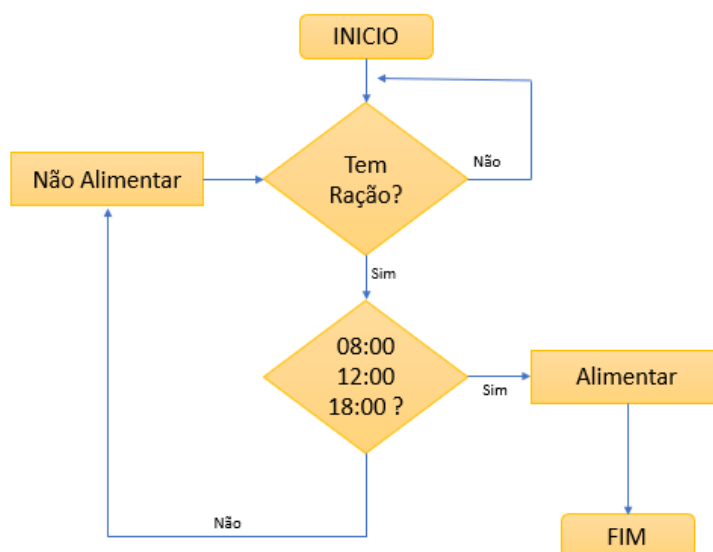 INICIO
Tem
Ração?
Não
Não Alimentar
Sim
08:00
12:00
18:00 ?
Sim
Alimentar
Não
FIM